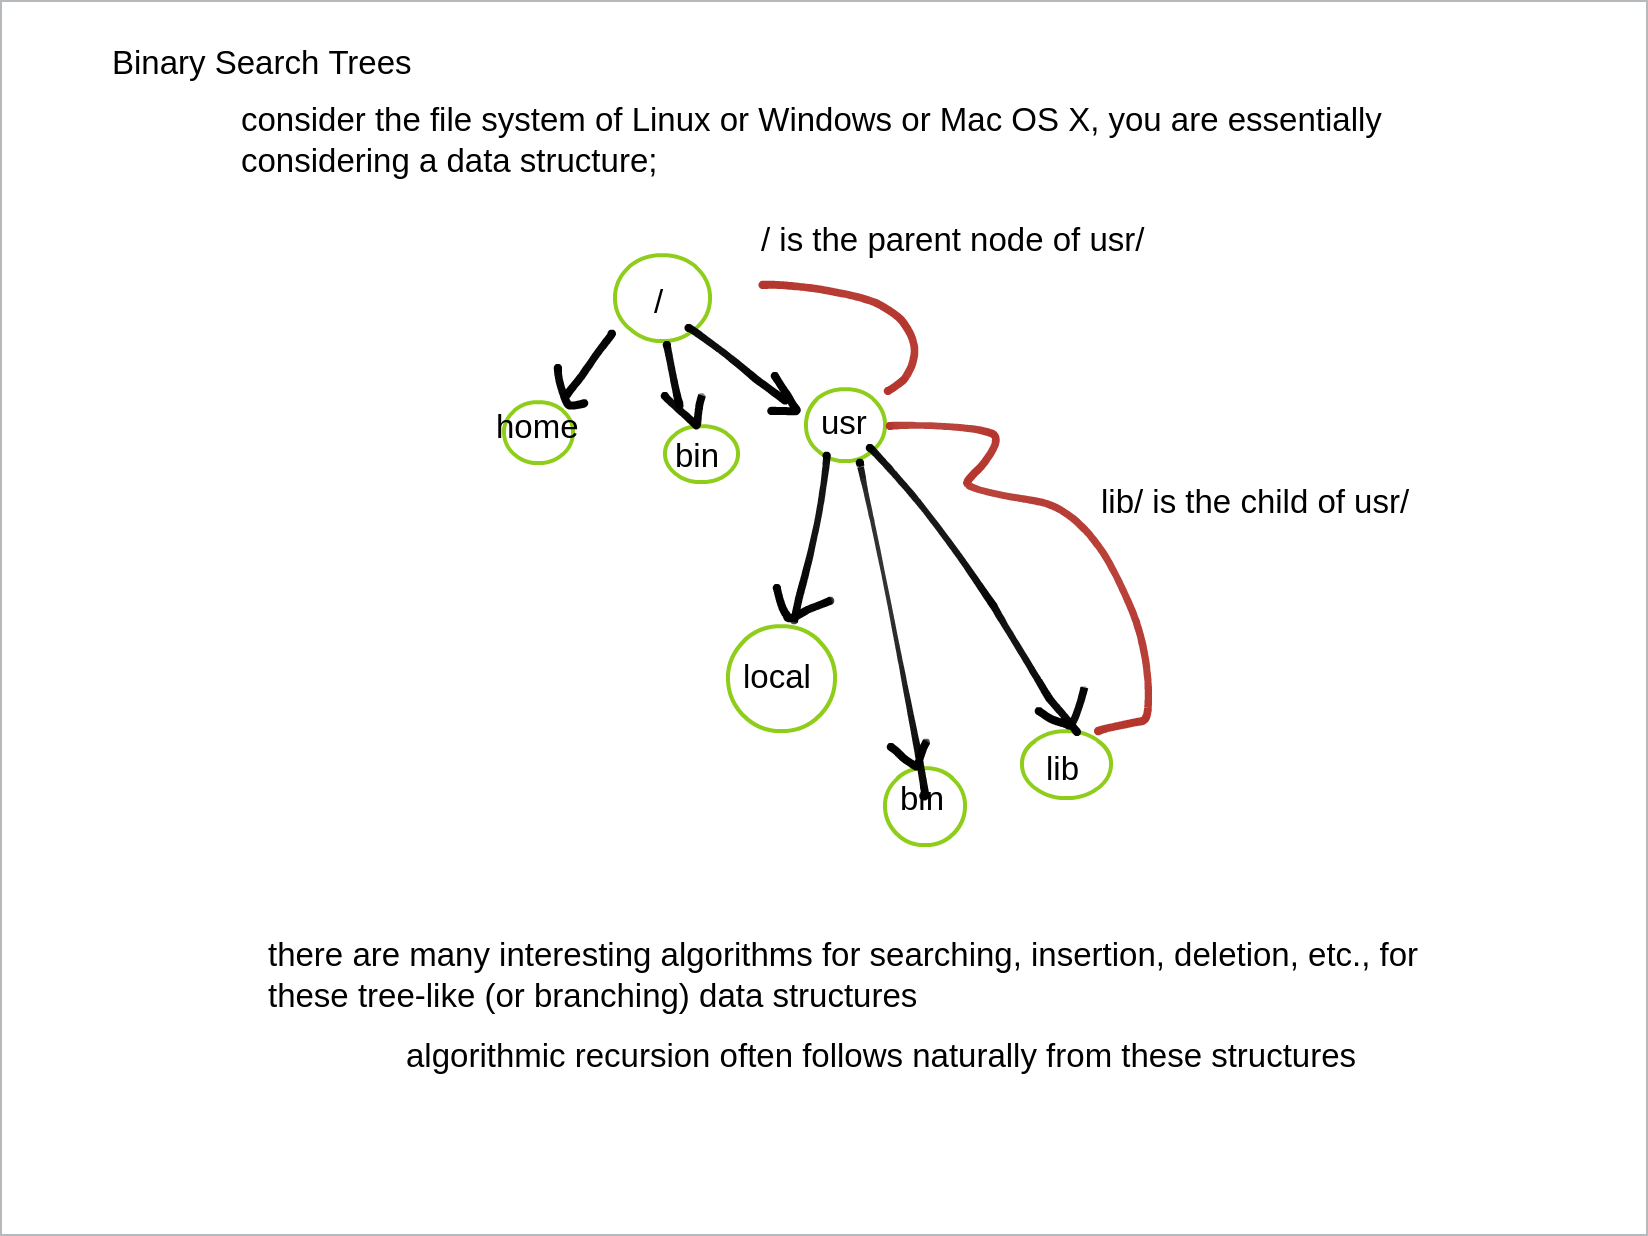 Binary Search Trees
consider the file system of Linux or Windows or Mac OS X, you are essentially
considering a data structure;
/ is the parent node of usr/
/
home
bin
usr
lib/ is the child of usr/
local
bin
lib
there are many interesting algorithms for searching, insertion, deletion, etc., for
these tree-like (or branching) data structures
algorithmic recursion often follows naturally from these structures